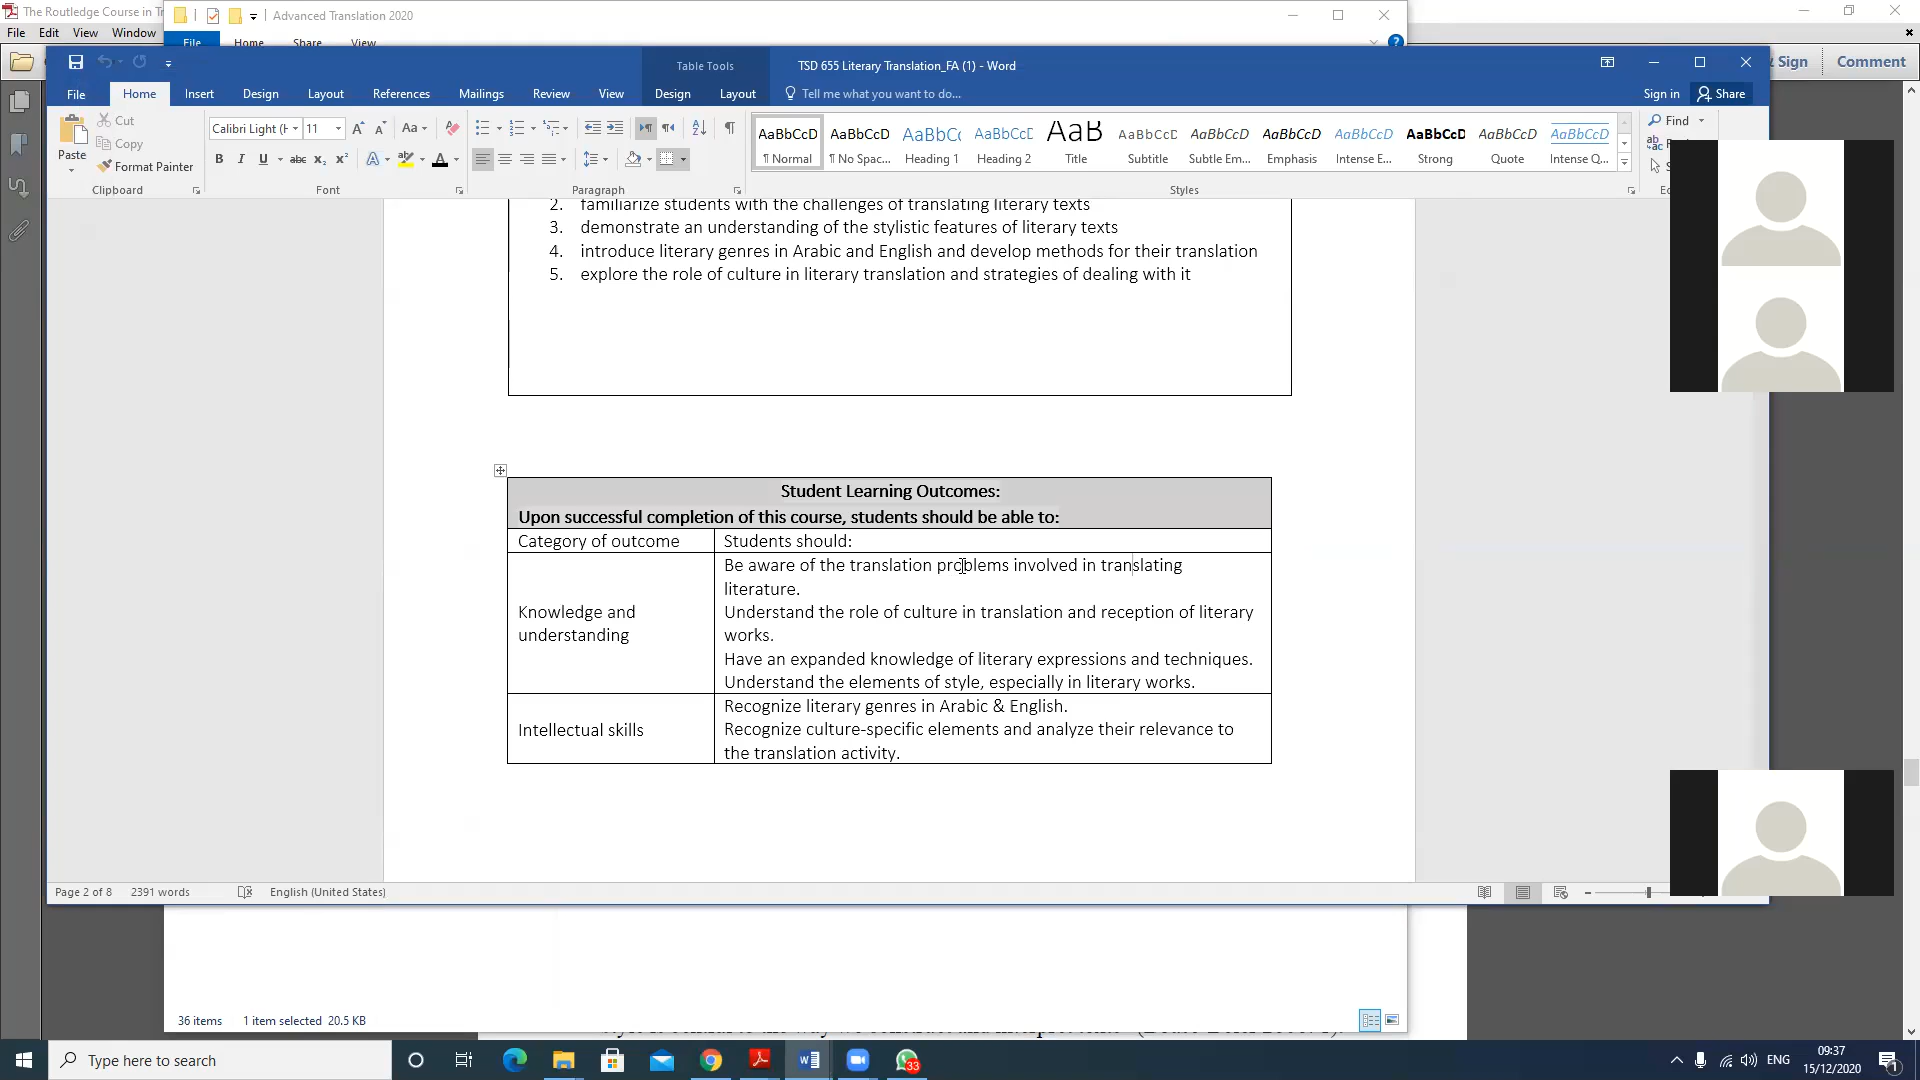 The Routledge Course in Tr
Advanced Translation 2020
File Edit View Window
File Home Share View
Table Tools
TSD 655 Literary Translation_FA (1) - Word
Sign Comment
File Home Insert Design Layout References Mailings Review View Design Layout Tell me what you want to do...
Sign in Share
Paste
Cut
Copy
Format Painter
Clipboard
Calibri Light (H 11
Aa
B I U abc x₂ x² A A
Font
Paragraph
AaBbCcD ¶ Normal
AaBbCcD ¶ No Spac...
AaBbC Heading 1
AaBbCcD Heading 2
AaB Title
AaBbCcD Subtitle
AaBbCcD Subtle Em...
AaBbCcD Emphasis
AaBbCcD Intense E...
AaBbCcD Strong
AaBbCcD Quote
AaBbCcD Intense Q...
Styles
Find
2. familiarize students with the challenges of translating literary texts
3. demonstrate an understanding of the stylistic features of literary texts
4. introduce literary genres in Arabic and English and develop methods for their translation
5. explore the role of culture in literary translation and strategies of dealing with it
Student Learning Outcomes:
Upon successful completion of this course, students should be able to:
Category of outcome
Students should:
Knowledge and
understanding
Be aware of the translation problems involved in translating
literature.
Understand the role of culture in translation and reception of literary
works.
Have an expanded knowledge of literary expressions and techniques.
Understand the elements of style, especially in literary works.
Intellectual skills
Recognize literary genres in Arabic & English.
Recognize culture-specific elements and analyze their relevance to
the translation activity.
Page 2 of 8 2391 words English (United States)
36 items 1 item selected 20.5 KB
Type here to search
33
ENG
09:37
15/12/2020
1